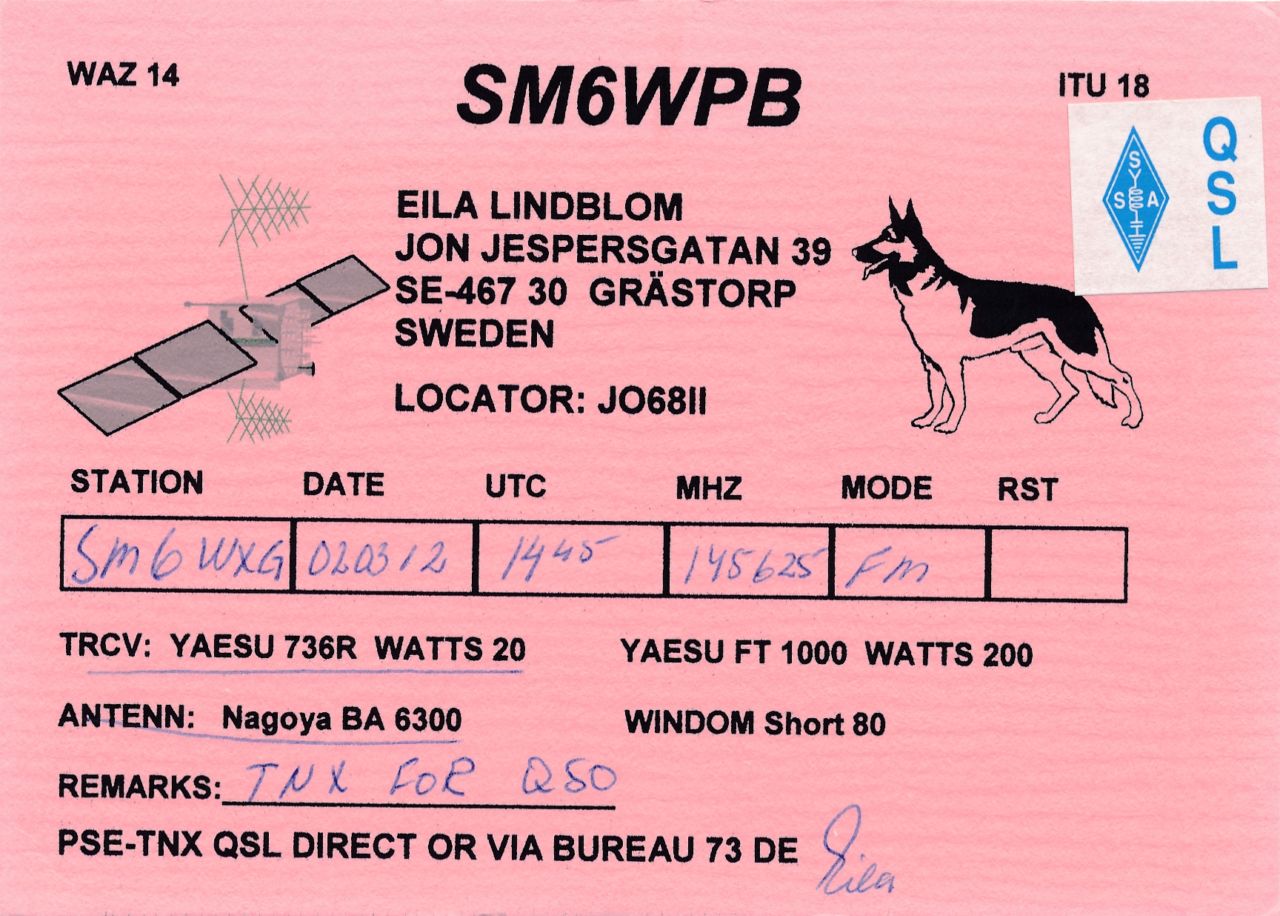 WAZ 14
SM6WPB
ITU 18
QSL
SSA
EILA LINDBLOM
JON JESPERSGATAN 39
SE-467 30 GRÄSTORP
SWEDEN
LOCATOR: JO68II
STATION DATE UTC MHZ MODE RST
SM6WXG 020312 1445 145625 FM
TRCV: YAESU 736R WATTS 20 YAESU FT 1000 WATTS 200
ANTENN: Nagoya BA 6300 WINDOM Short 80
REMARKS: TNX FOR QSO
PSE-TNX QSL DIRECT OR VIA BUREAU 73 DE Eila